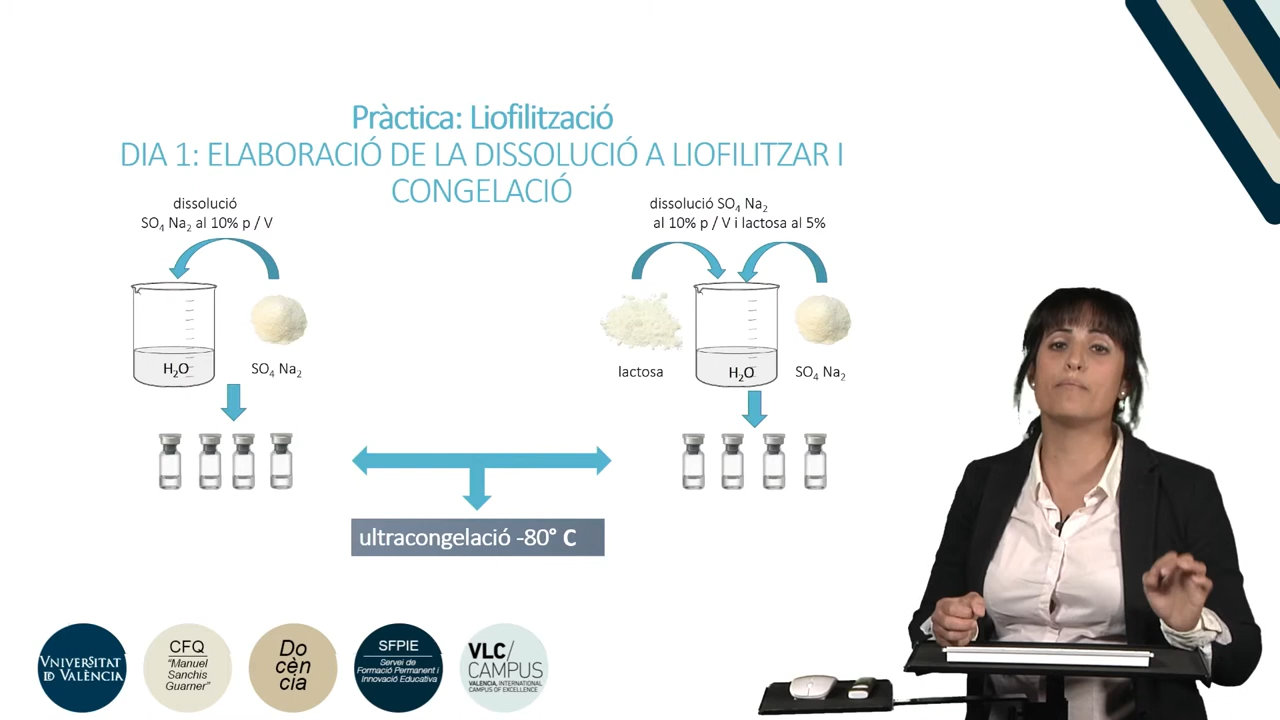 Pràctica: Liofilització
DIA 1: ELABORACIÓ DE LA DISSOLUCIÓ A LIOFILITZAR I
CONGELACIÓ
dissolució
SO₄ Na₂ al 10% p / V
H₂O
SO₄ Na₂
dissolució SO₄ Na₂
al 10% p / V i lactosa al 5%
lactosa
H₂O
SO₄ Na₂
ultracongelació -80° C
VNIVERSITAT
ID VALÈNCIA
CFQ
“Manuel
Sanchis
Guarner”
Do
cèn
cia
SFPIE
Servei de
Formació Permanent i
Innovació Educativa
VLC/
CAMPUS
VALENCIA, INTERNATIONAL
CAMPUS OF EXCELLENCE